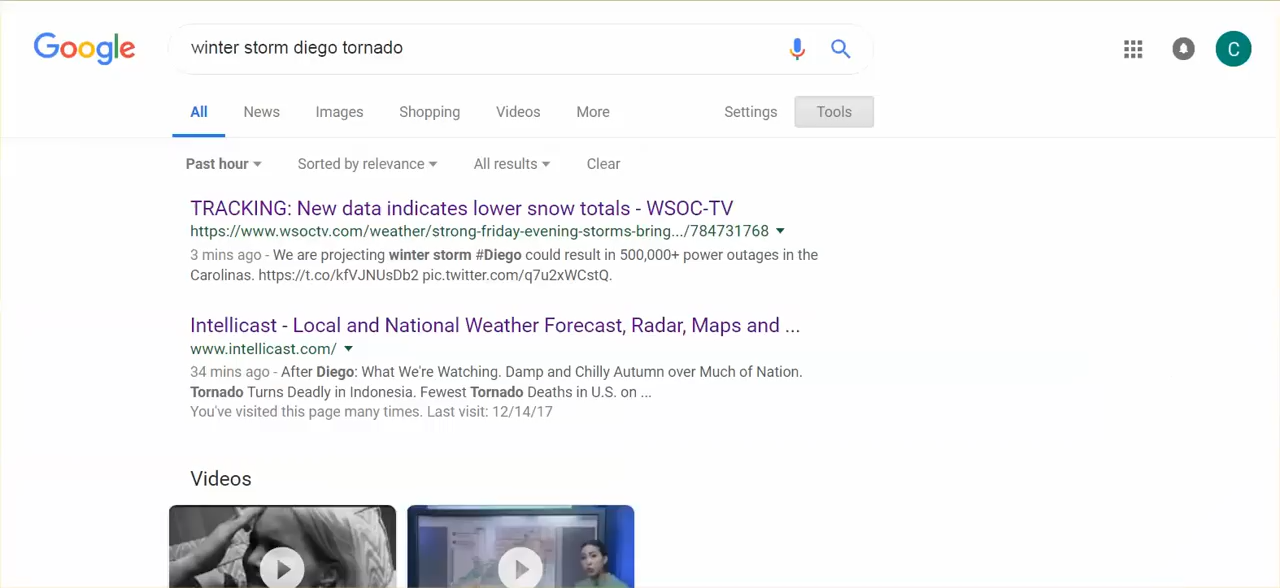 Google
winter storm diego tornado
C
All News Images Shopping Videos More Settings Tools
Past hour Sorted by relevance All results Clear
TRACKING: New data indicates lower snow totals - WSOC-TV
https://www.wsoctv.com/weather/strong-friday-evening-storms-bring.../784731768
3 mins ago - We are projecting winter storm #Diego could result in 500,000+ power outages in the
Carolinas. https://t.co/kfVJNUsDb2 pic.twitter.com/q7u2xWCstQ.
Intellicast - Local and National Weather Forecast, Radar, Maps and ...
www.intellicast.com/
34 mins ago - After Diego: What We're Watching. Damp and Chilly Autumn over Much of Nation.
Tornado Turns Deadly in Indonesia. Fewest Tornado Deaths in U.S. on ...
You've visited this page many times. Last visit: 12/14/17
Videos